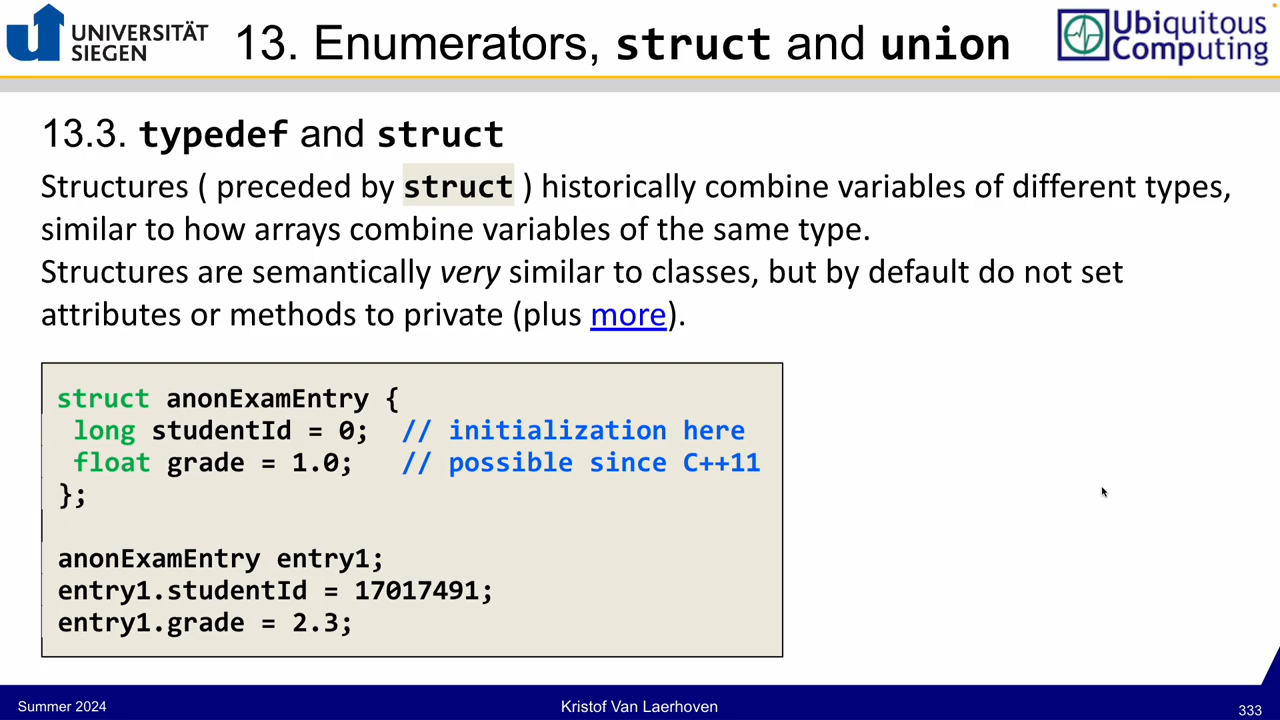 UNIVERSITÄT
SIEGEN
13. Enumerators, struct and union
Ubiquitous
Computing
13.3. typedef and struct
Structures ( preceded by struct ) historically combine variables of different types,
similar to how arrays combine variables of the same type.
Structures are semantically very similar to classes, but by default do not set
attributes or methods to private (plus more).
struct anonExamEntry {
 long studentId = 0;  // initialization here
 float grade = 1.0;   // possible since C++11
};
anonExamEntry entry1;
entry1.studentId = 17017491;
entry1.grade = 2.3;
Summer 2024
Kristof Van Laerhoven
333